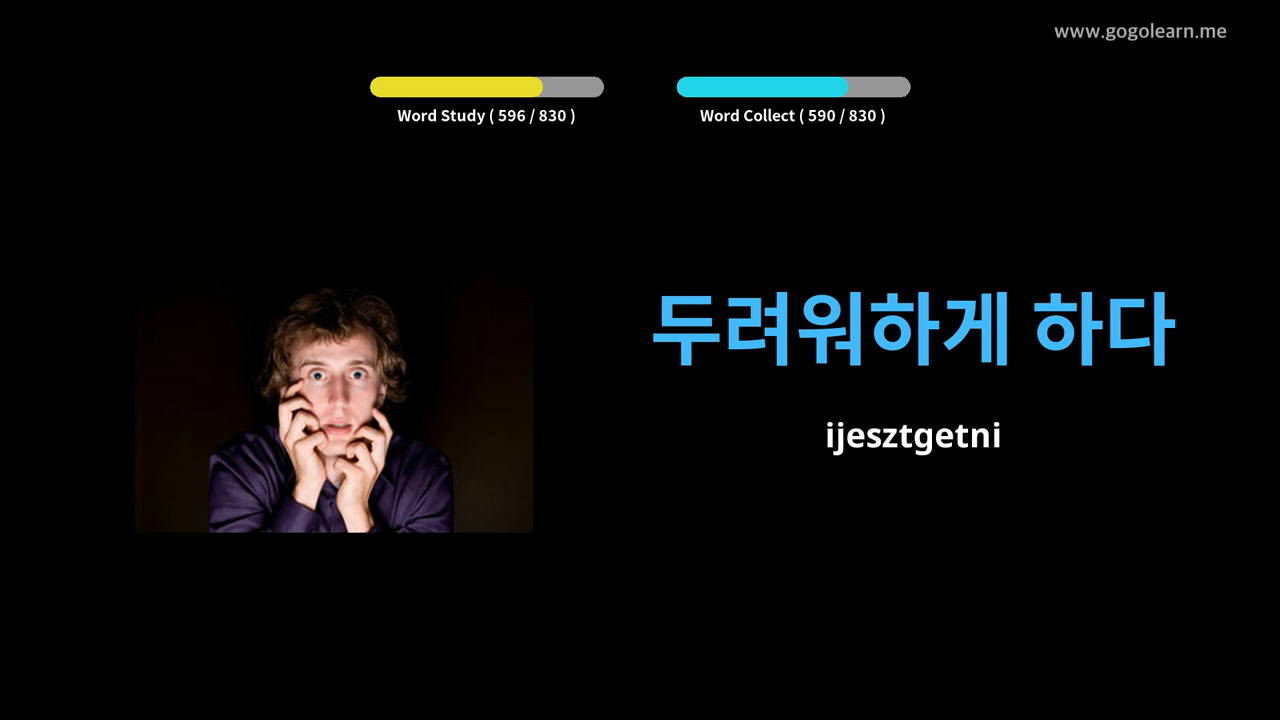 www.gogolearn.me
Word Study ( 596 / 830 )
Word Collect ( 590 / 830 )
두려워하게 하다
ijesztgetni